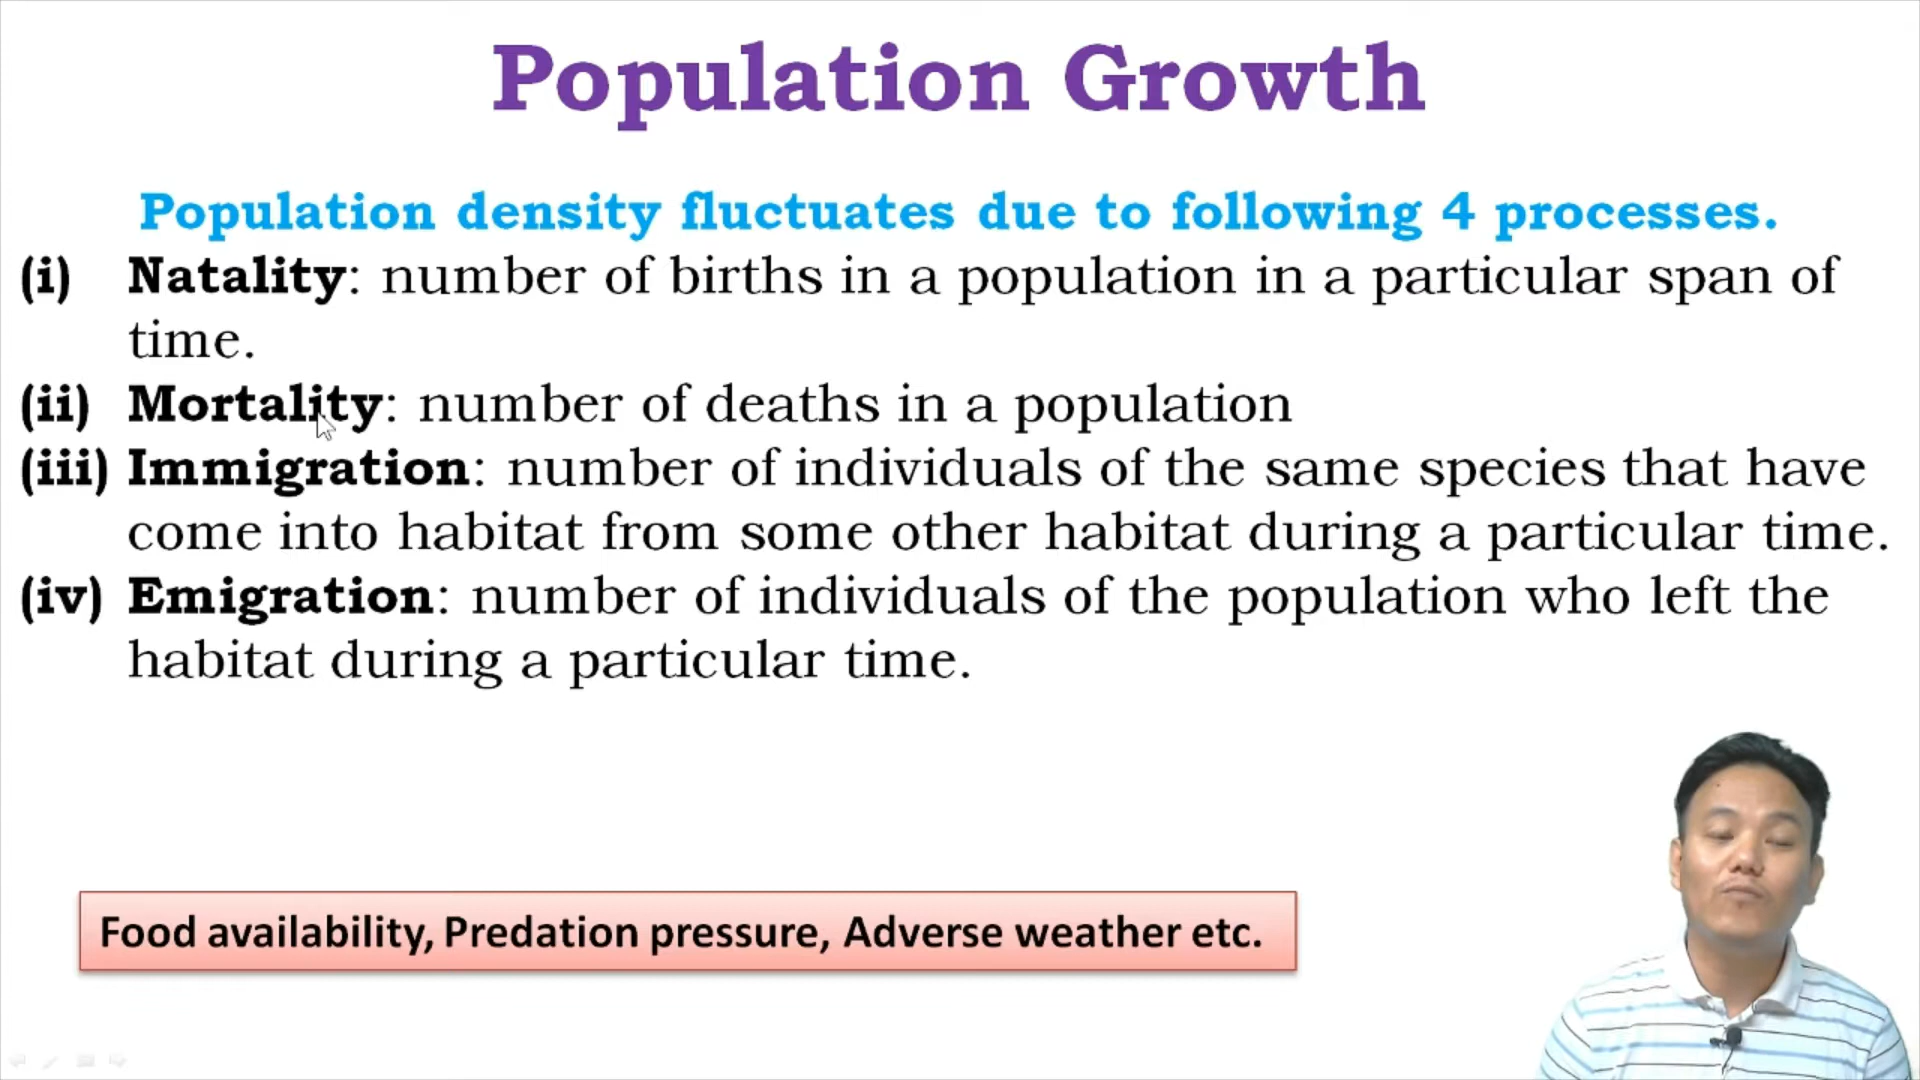 Population Growth
Population density fluctuates due to following 4 processes.
(i) Natality: number of births in a population in a particular span of
time.
(ii) Mortality: number of deaths in a population
(iii) Immigration: number of individuals of the same species that have
come into habitat from some other habitat during a particular time.
(iv) Emigration: number of individuals of the population who left the
habitat during a particular time.
Food availability, Predation pressure, Adverse weather etc.